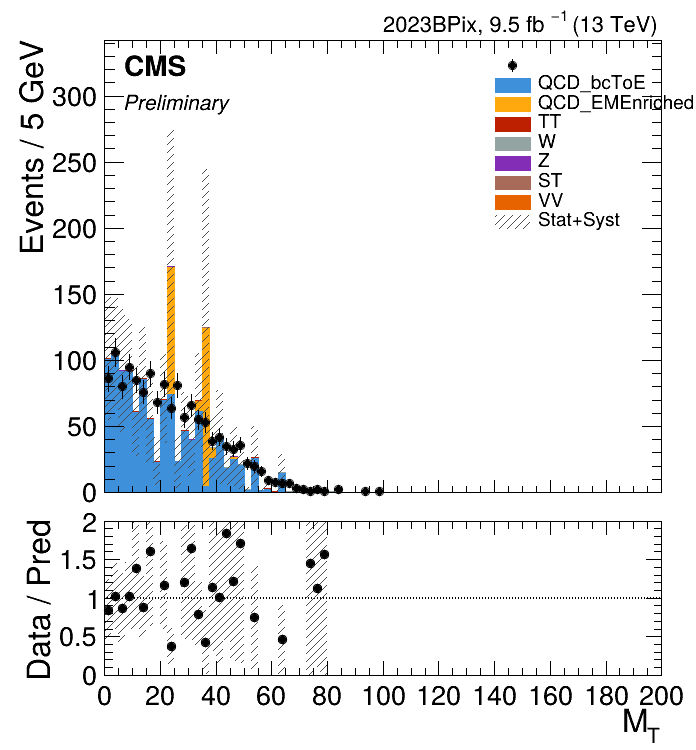 2023BPix, 9.5 fb⁻¹ (13 TeV)
CMS
Preliminary
QCD_bcToE
QCD_EMEnriched
TT
W
Z
ST
VV
Stat+Syst
Events / 5 GeV
300
250
200
150
100
50
0
Data / Pred
2
1.5
1
0.5
0
0 20 40 60 80 100 120 140 160 180 200
M_T